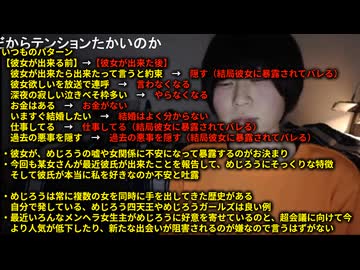 だからテンションたかいのか
いつものパターン
【彼女が出来る前】→【彼女が出来た後】
彼女が出来たら出来たって言うと約束 → 隠す（結局彼女に暴露されてバレる）
彼女欲しいを放送で連呼 → 言わなくなる
深夜の寂しい泣きべそ枠多い → やらなくなる
お金はある → お金がない
いますぐ結婚したい → 結婚はよく分からない
仕事してる → 仕事してる（結局彼女に暴露されてバレる）
過去の悪事を隠す → 過去の悪事を隠す（結局彼女に暴露されてバレる）
・彼女が、めじろうの嘘や女関係に不安になって暴露するのがお決まり
・今回も某女さんが最近彼氏が出来たことを報告して、めじろうにそっくりな特徴
そして彼氏が本当に私を好きなのか不安と吐露
・めじろうは常に複数の女を同時に手を出してきた歴史がある
自分で発している、めじろう四天王やめじろうガールズは良い例
・最近いろんなメンヘラ女生主がめじろうに好意を寄せているのと、超会議に向けて今
より人気が低下したり、新たな出会いが阻害されるのが嫌なので言うはずがない